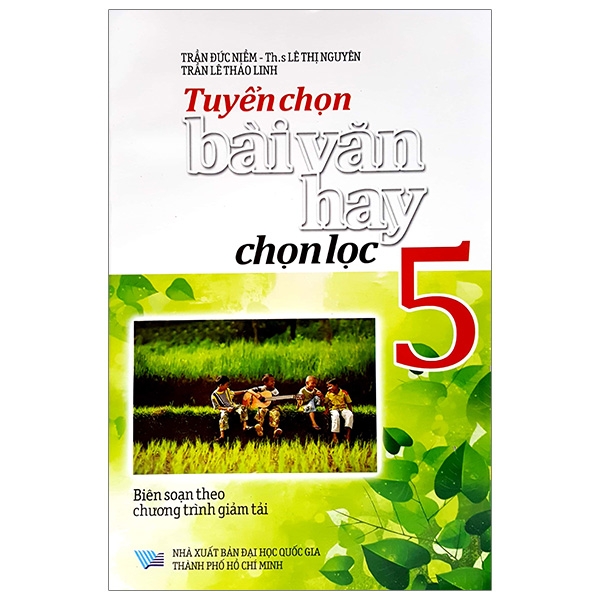 TRẦN ĐỨC NIỀM - Th.s LÊ THỊ NGUYÊN
TRẦN LÊ THẢO LINH
Tuyển chọn
bài văn
hay
chọn lọc
5
Biên soạn theo
chương trình giảm tải
NHÀ XUẤT BẢN ĐẠI HỌC QUỐC GIA
THÀNH PHỐ HỒ CHÍ MINH